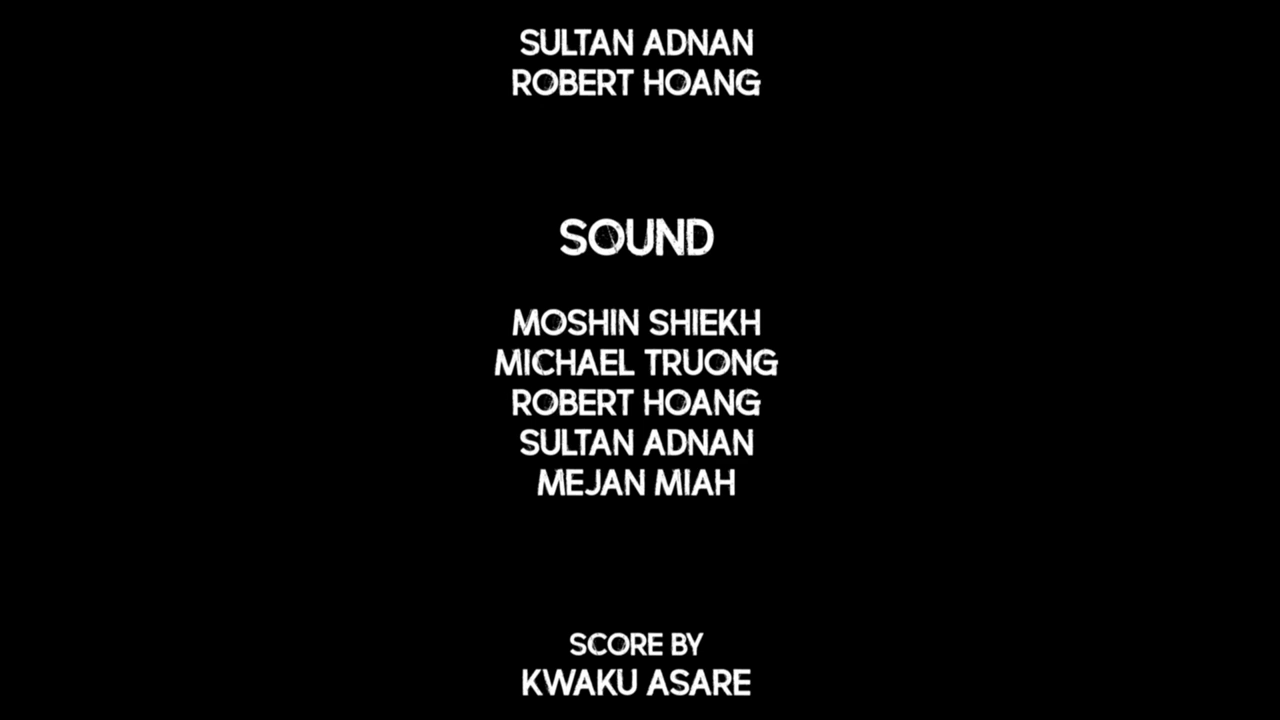 SULTAN ADNAN
ROBERT HOANG
SOUND
MOSHIN SHIEKH
MICHAEL TRUONG
ROBERT HOANG
SULTAN ADNAN
MEJAN MIAH
SCORE BY
KWAKU ASARE